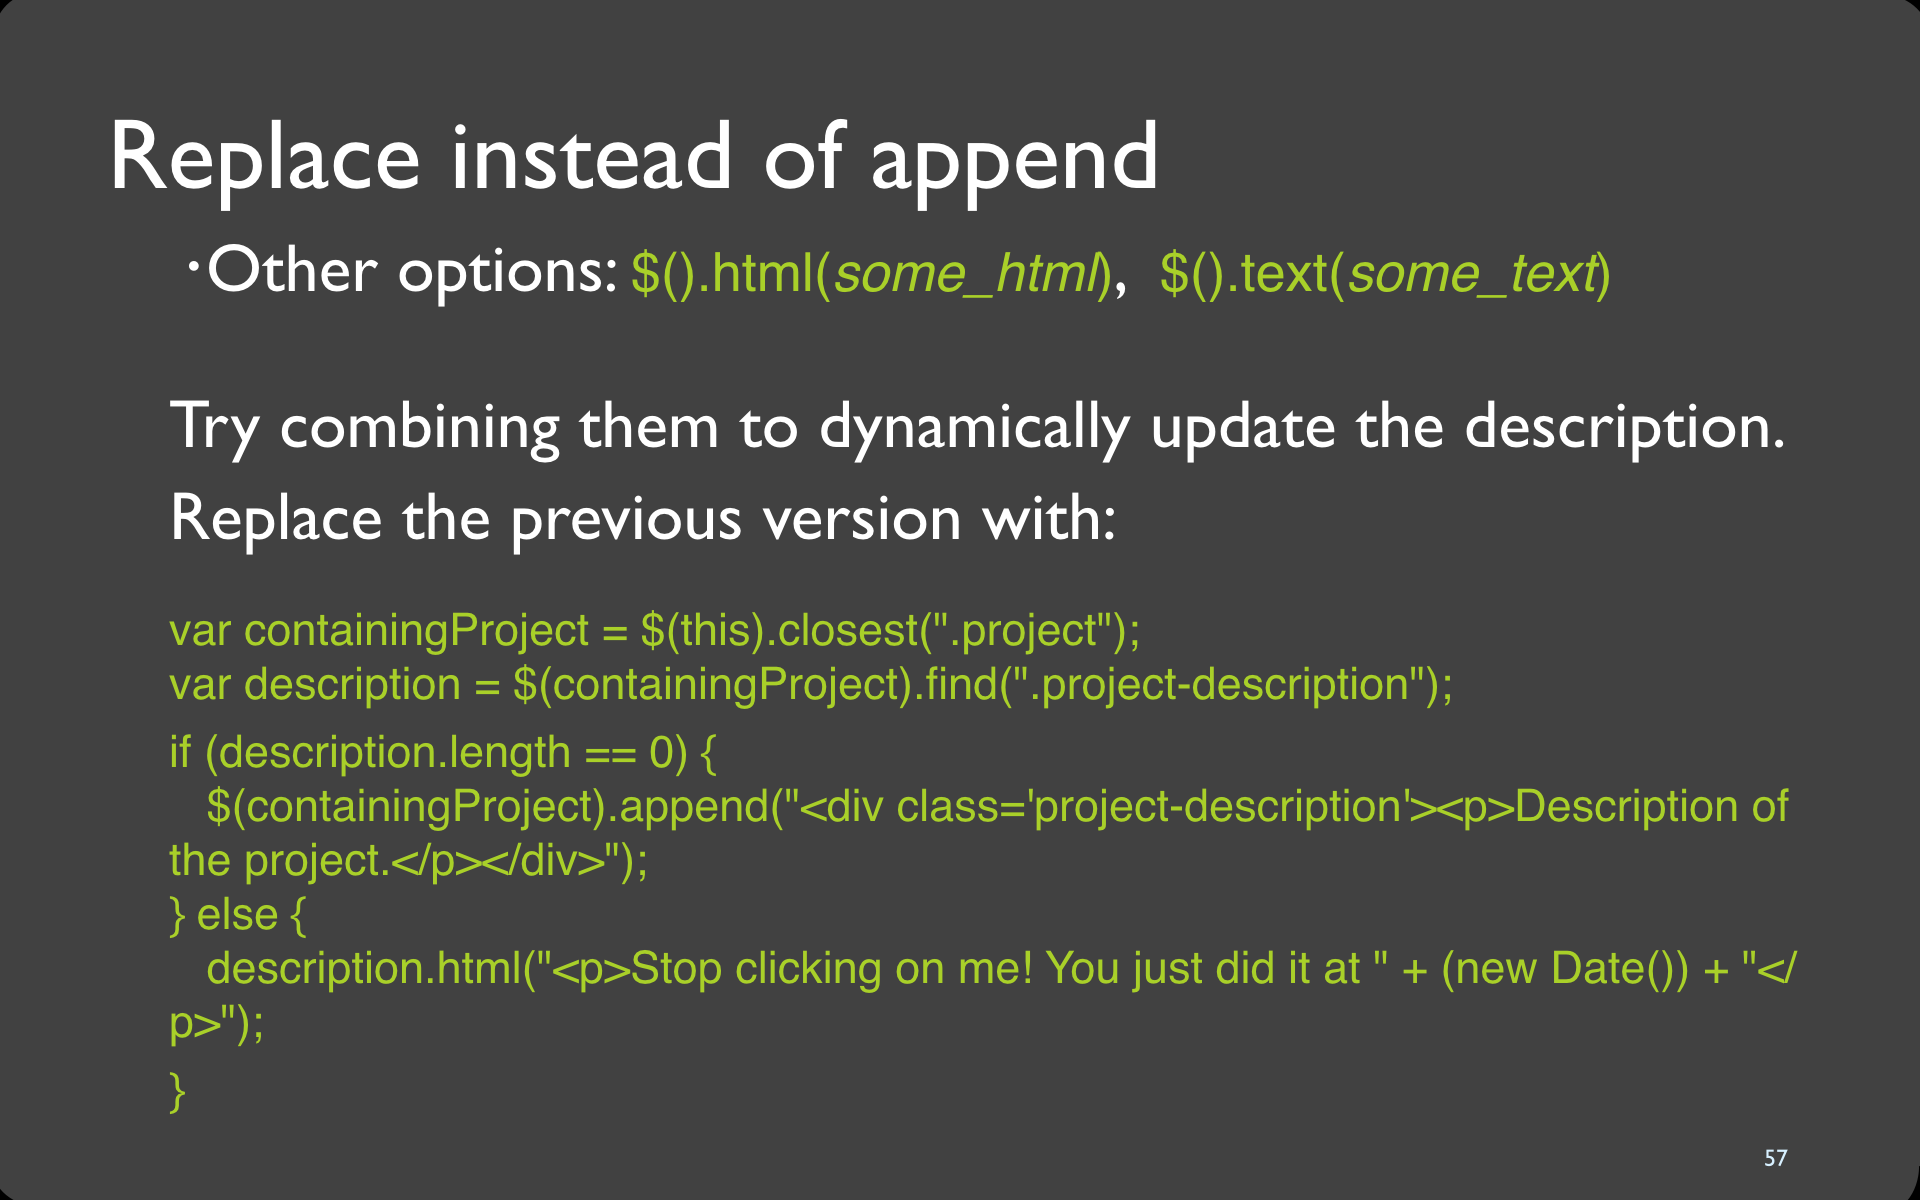 Replace instead of append
·Other options: $().html(some_html),  $().text(some_text)
Try combining them to dynamically update the description.
Replace the previous version with:
var containingProject = $(this).closest(".project");
var description = $(containingProject).find(".project-description");
if (description.length == 0) {
   $(containingProject).append("<div class='project-description'><p>Description of
the project.</p></div>");
} else {
   description.html("<p>Stop clicking on me! You just did it at " + (new Date()) + "</
p>");
}
57